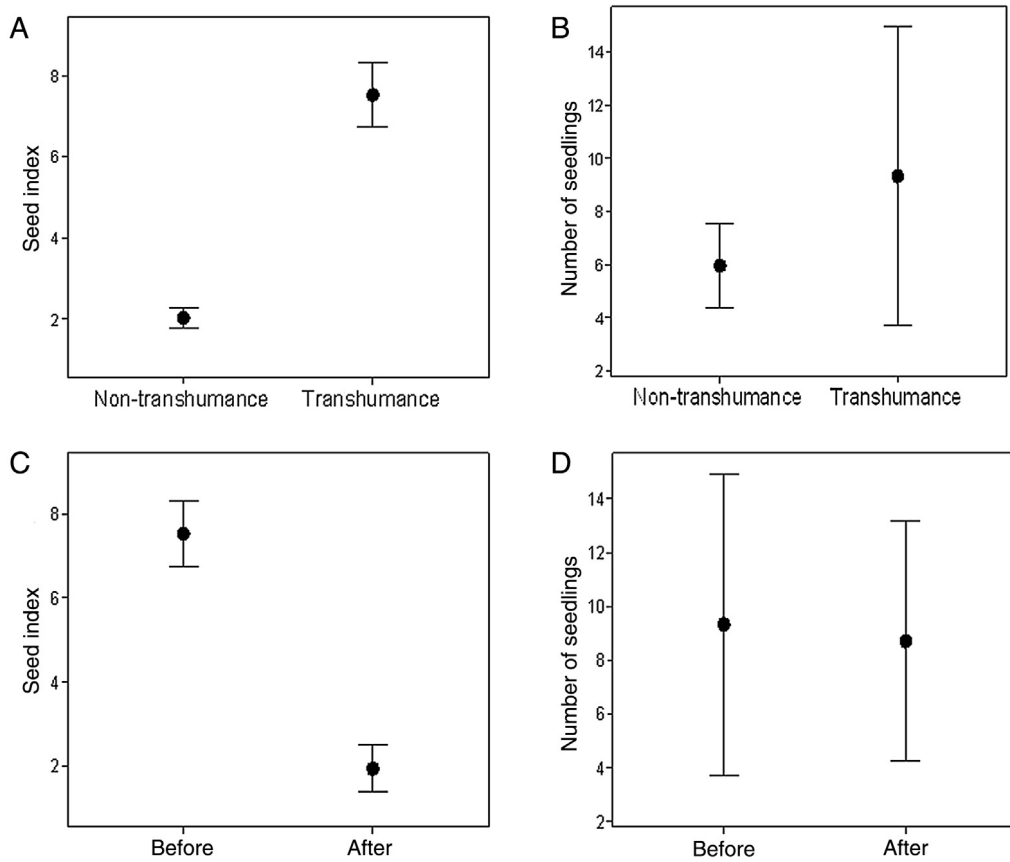 A
Seed index
8
6
4
2
Non-transhumance Transhumance
B
Number of seedlings
14
12
10
8
6
4
2
Non-transhumance Transhumance
C
Seed index
8
6
4
2
Before After
D
Number of seedlings
14
12
10
8
6
4
2
Before After